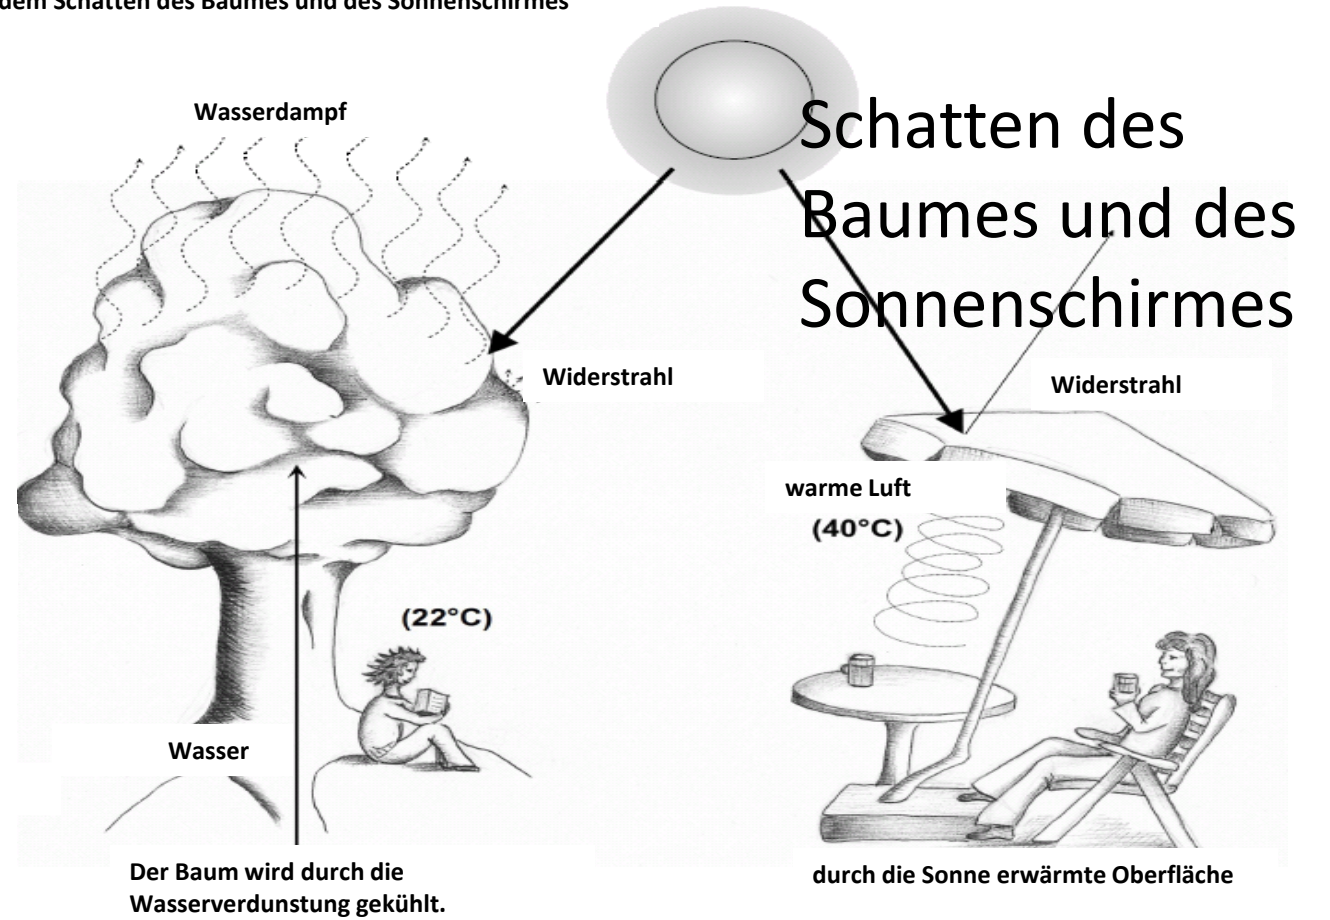 dem Schatten des Baumes und des Sonnenschirmes
Wasserdampf
Schatten des
Baumes und des
Sonnenschirmes
Widerstrahl
Widerstrahl
warme Luft
(40°C)
(22°C)
Wasser
Der Baum wird durch die
Wasserverdunstung gekühlt.
durch die Sonne erwärmte Oberfläche